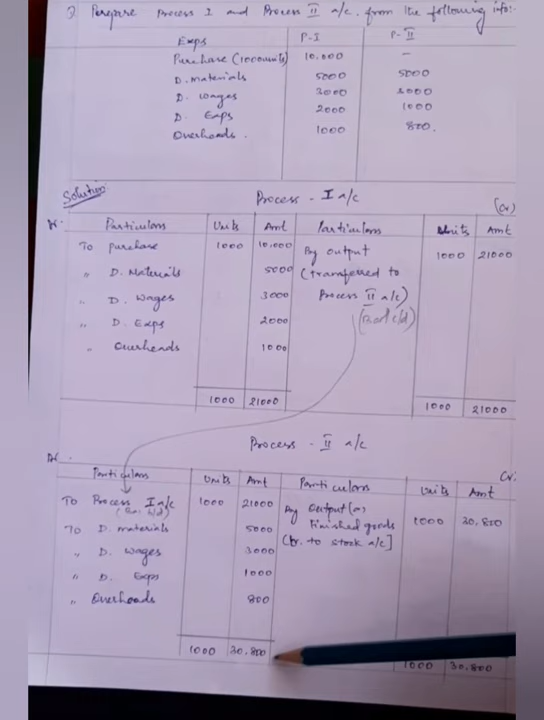 Q. Perpare Process I and Process II a/c. from the following info:-
Exps P-I P-II
Purchase (1000units) 10.000 -
D.materials 5000 5000
D. wages 3000 3000
D. Exps 2000 1000
Overheads. 1000 800.
Solution
Process - I a/c
Dr. (Cr)
Particulars Units Amt Particulars Units Amt
To purchase 1000 10.000 By output 1000 21000
" D. Materials 5000 (transferred to
" D. wages 3000 Process II a/c)
" D. Exps 2000 (Bal c/d)
" Overheads 1000
1000 21000 1000 21000
Process - II a/c
Dr. Cr.
Particulars Units Amt Particulars Units Amt
To Process I a/c 1000 21000 By Output (or) 1000 30,800
(Bal b/d)
To D. materials 5000 finished goods
" D. wages 3000 (tr. to stock a/c]
" D. Exps 1000
" Overheads 800
1000 30.800 1000 30.800